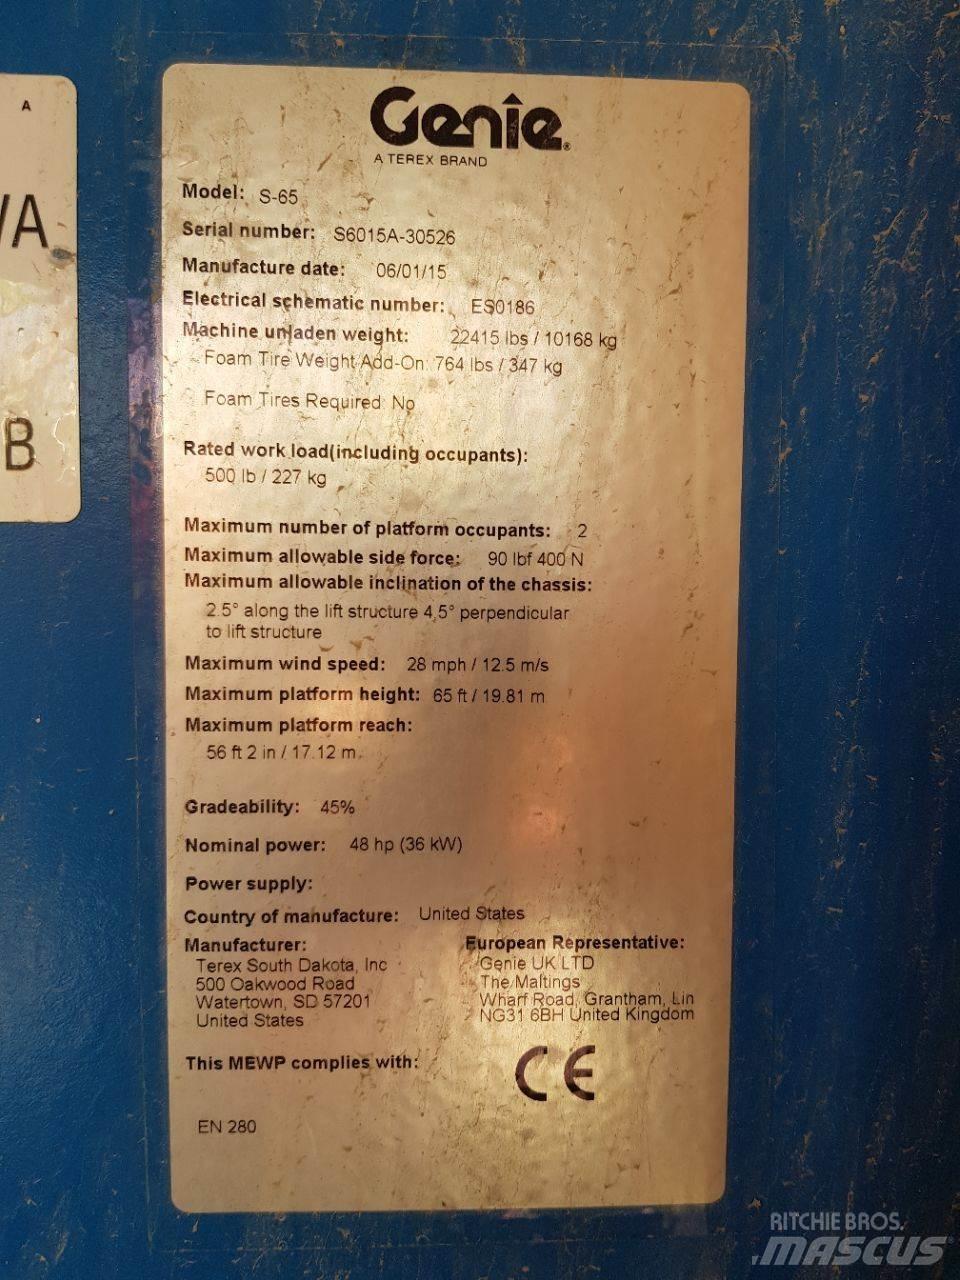 A
/A
B
Genie
A TEREX BRAND
Model: S-65
Serial number: S6015A-30526
Manufacture date: 06/01/15
Electrical schematic number: ES0186
Machine unladen weight: 22415 lbs / 10168 kg
Foam Tire Weight Add-On: 764 lbs / 347 kg
Foam Tires Required: No
Rated work load(including occupants):
500 lb / 227 kg
Maximum number of platform occupants: 2
Maximum allowable side force: 90 lbf 400 N
Maximum allowable inclination of the chassis:
2.5° along the lift structure 4,5° perpendicular
to lift structure
Maximum wind speed: 28 mph / 12.5 m/s
Maximum platform height: 65 ft / 19.81 m
Maximum platform reach:
56 ft 2 in / 17.12 m
Gradeability: 45%
Nominal power: 48 hp (36 kW)
Power supply:
Country of manufacture: United States
Manufacturer:
Terex South Dakota, Inc
500 Oakwood Road
Watertown, SD 57201
United States
European Representative:
Genie UK LTD
The Maltings
Wharf Road, Grantham, Lin
NG31 6BH United Kingdom
This MEWP complies with:
CE
EN 280
RITCHIE BROS.
MASCUS